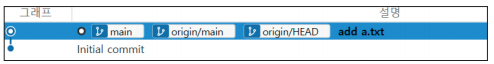 그래프 설명
main origin/main origin/HEAD add a.txt
Initial commit